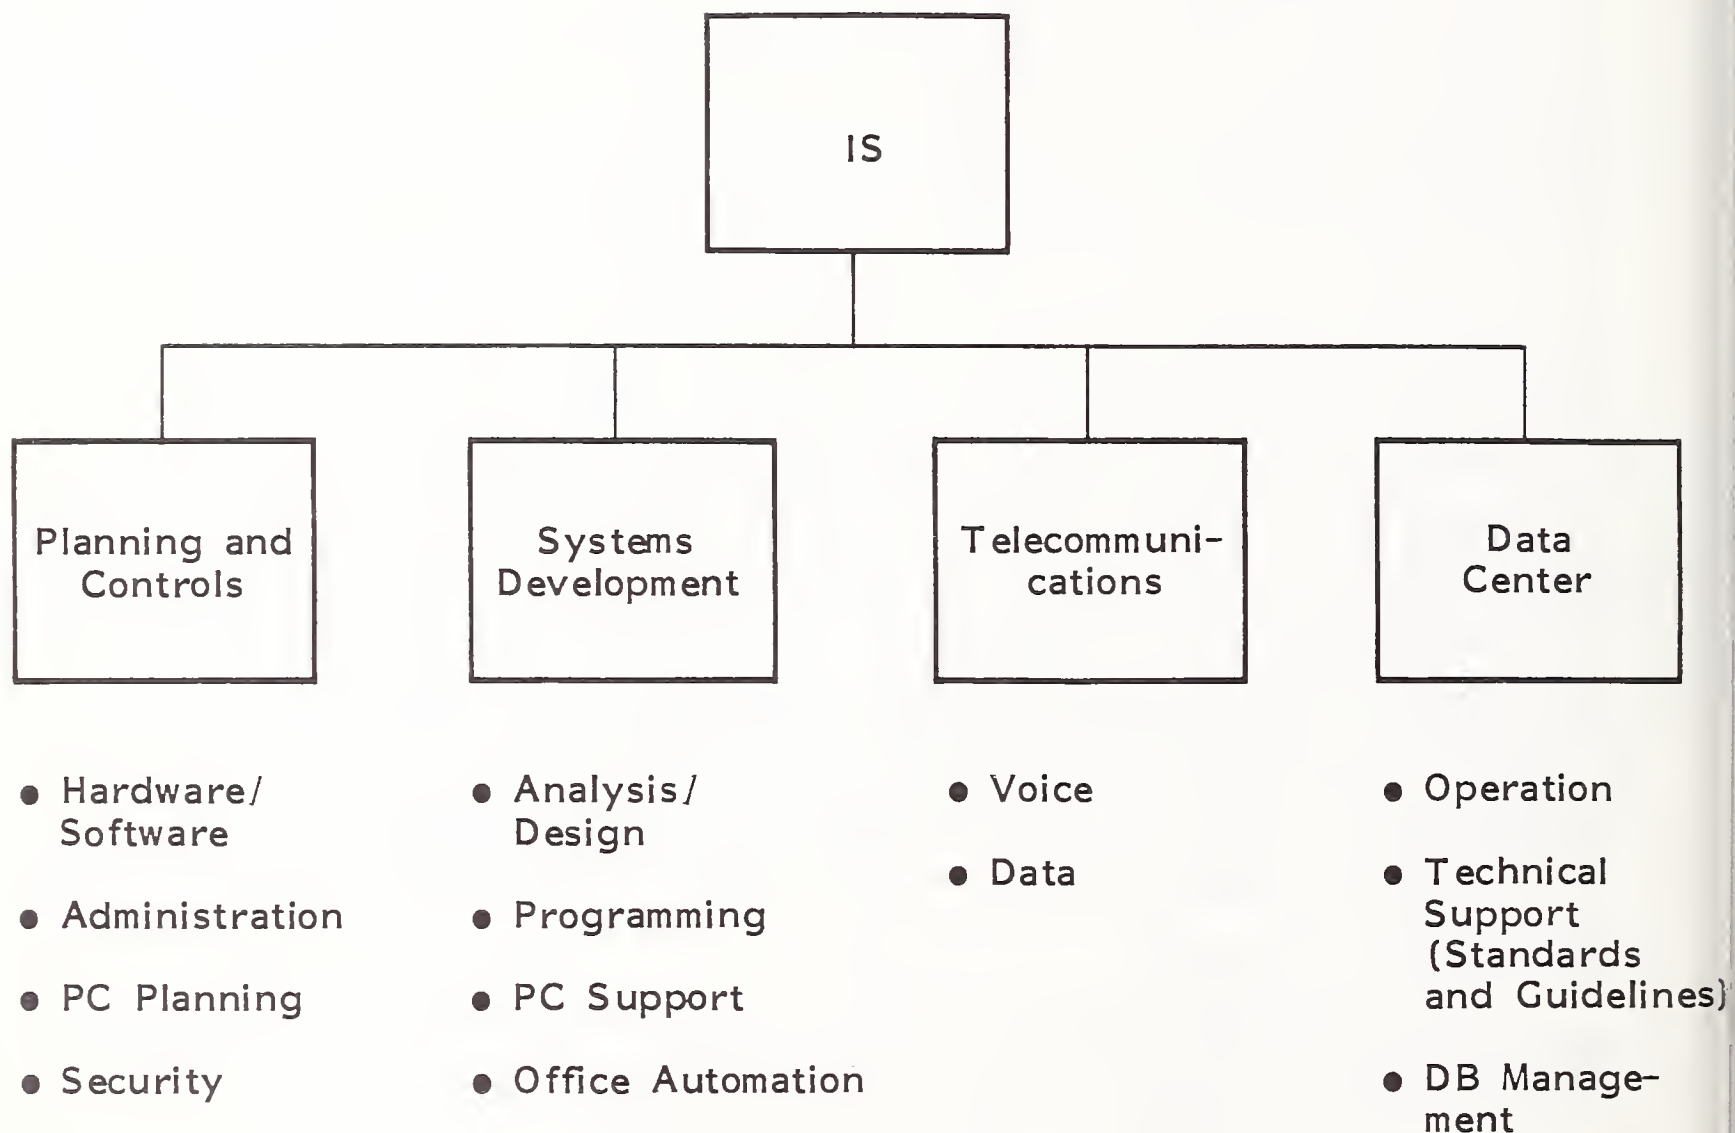 IS
Planning and
Controls
Systems
Development
Telecommuni-
cations
Data
Center
● Hardware/
Software
● Administration
● PC Planning
● Security
● Analysis/
Design
● Programming
● PC Support
● Office Automation
● Voice
● Data
● Operation
● Technical
Support
(Standards
and Guidelines)
● DB Manage-
ment